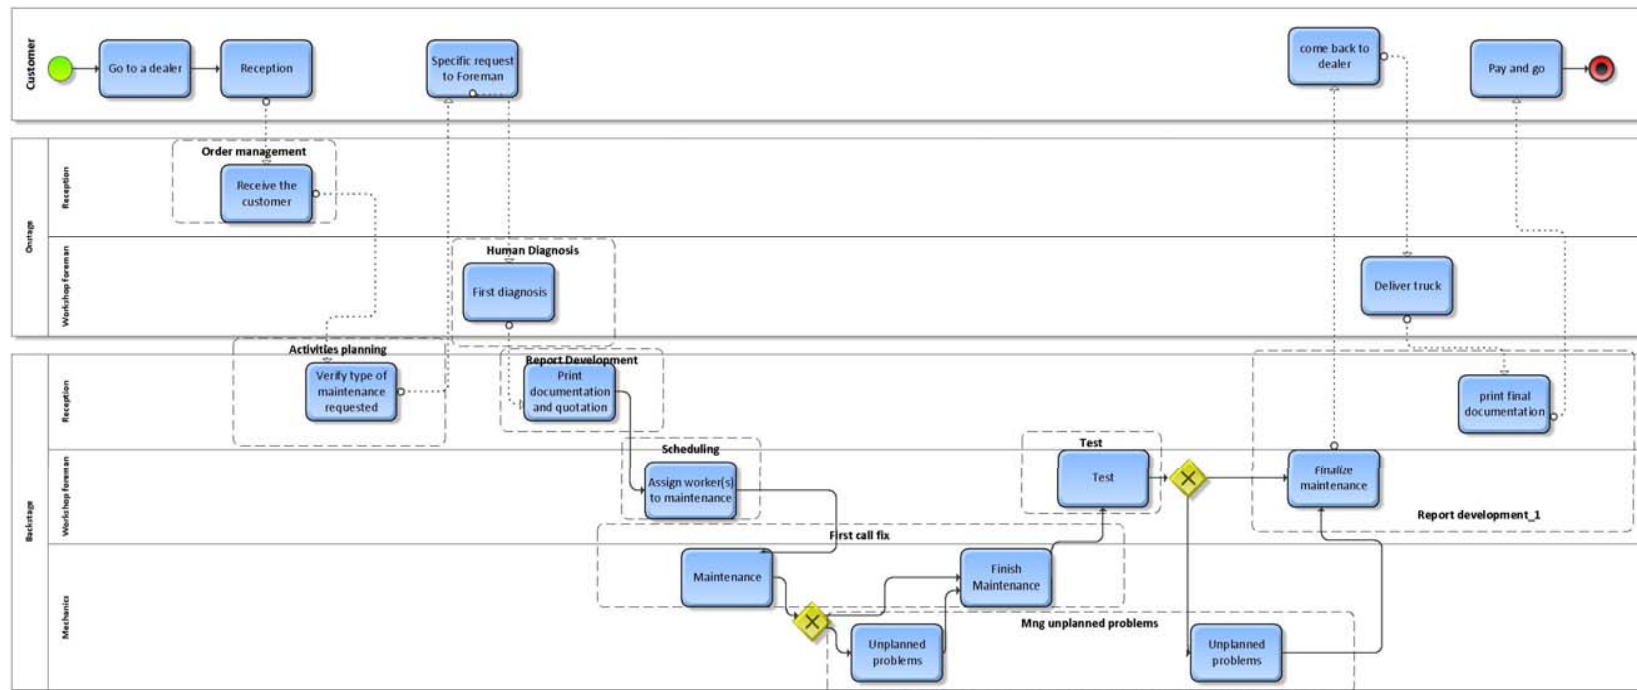 Customer
Go to a dealer
Reception
Specific request
to Foreman
come back to
dealer
Pay and go
Onstage
Reception
Order management
Receive the
customer
Workshop foreman
Human Diagnosis
First diagnosis
Deliver truck
Backstage
Reception
Activities planning
Verify type of
maintenance
requested
Report Development
Print
documentation
and quotation
print final
documentation
Workshop foreman
Scheduling
Assign worker(s)
to maintenance
Test
Test
Finalize
maintenance
Report development_1
First call fix
Mechanics
Maintenance
Finish
Maintenance
Mng unplanned problems
Unplanned
problems
Unplanned
problems